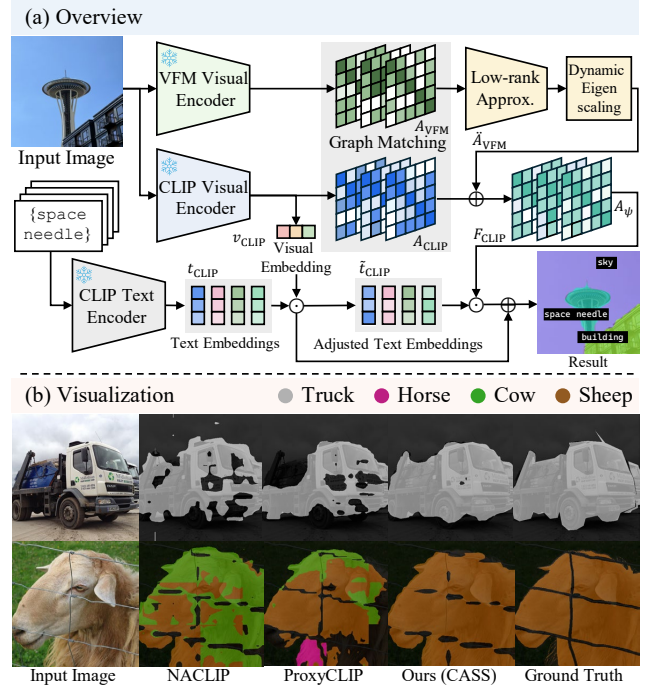 (a) Overview
VFM Visual
Encoder
Low-rank
Approx.
Dynamic
Eigen
scaling
A_VFM
Graph Matching
Input Image
Ä_VFM
{space
needle}
CLIP Visual
Encoder
v_CLIP
Visual
Embedding
A_CLIP
F_CLIP
A_ψ
CLIP Text
Encoder
t_CLIP
t̃_CLIP
Text Embeddings
Adjusted Text Embeddings
sky
space needle
building
Result
(b) Visualization
Truck
Horse
Cow
Sheep
Input Image
NACLIP
ProxyCLIP
Ours (CASS)
Ground Truth